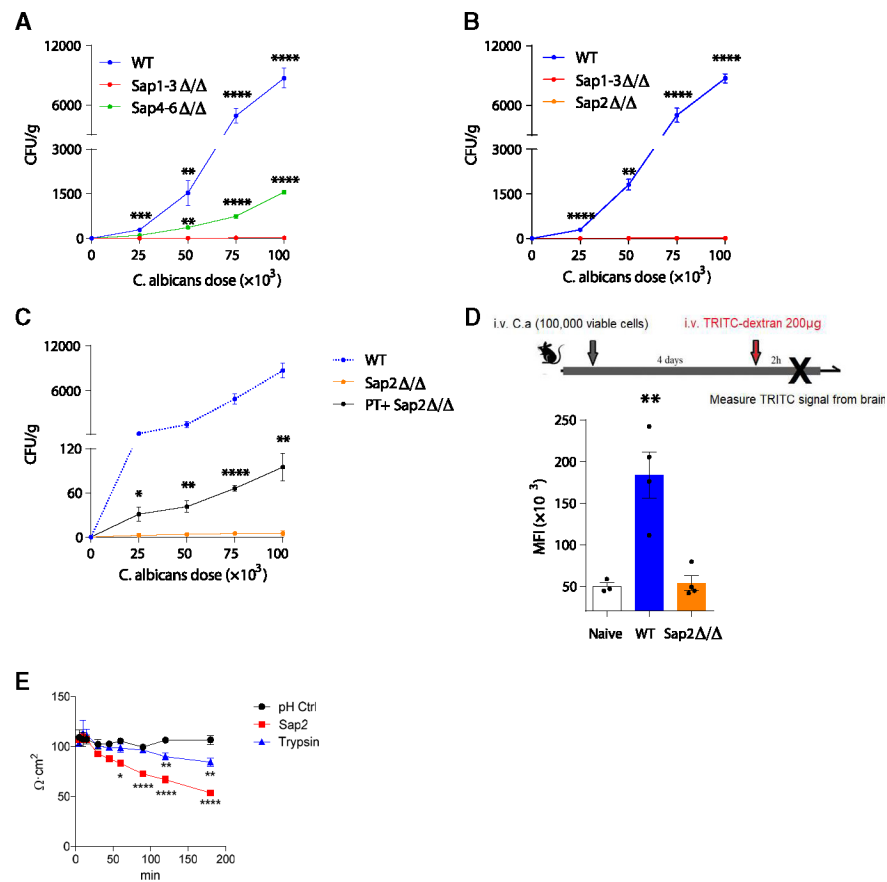 A
12000
6000
3000
1500
0
CFU/g
WT
Sap1-3 Δ/Δ
Sap4-6 Δ/Δ
***
**
****
****
**
****
****
0 25 50 75 100
C. albicans dose (×10³)
B
12000
6000
3000
1500
0
CFU/g
WT
Sap1-3Δ/Δ
Sap2Δ/Δ
****
**
****
****
0 25 50 75 100
C. albicans dose (×10³)
C
12000
6000
120
60
0
CFU/g
WT
Sap2Δ/Δ
PT+ Sap2Δ/Δ
*
**
****
**
0 25 50 75 100
C. albicans dose (×10³)
D
i.v. C.a (100,000 viable cells)
i.v. TRITC-dextran 200µg
4 days
2h
X
Measure TRITC signal from brain
250
200
150
100
50
MFI (×10³)
**
Naive WT Sap2Δ/Δ
E
150
100
50
0
Ω·cm²
pH Ctrl
Sap2
Trypsin
**
**
*
****
****
****
0 50 100 150 200
min